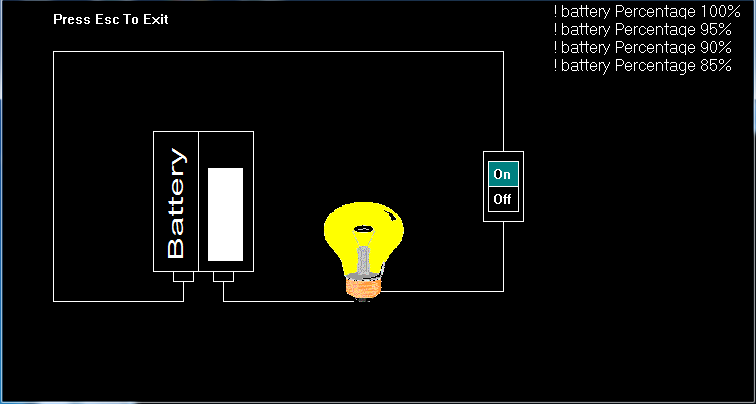 Press Esc To Exit
! battery Percentage 100%
! battery Percentage 95%
! battery Percentage 90%
! battery Percentage 85%
Battery
On
Off